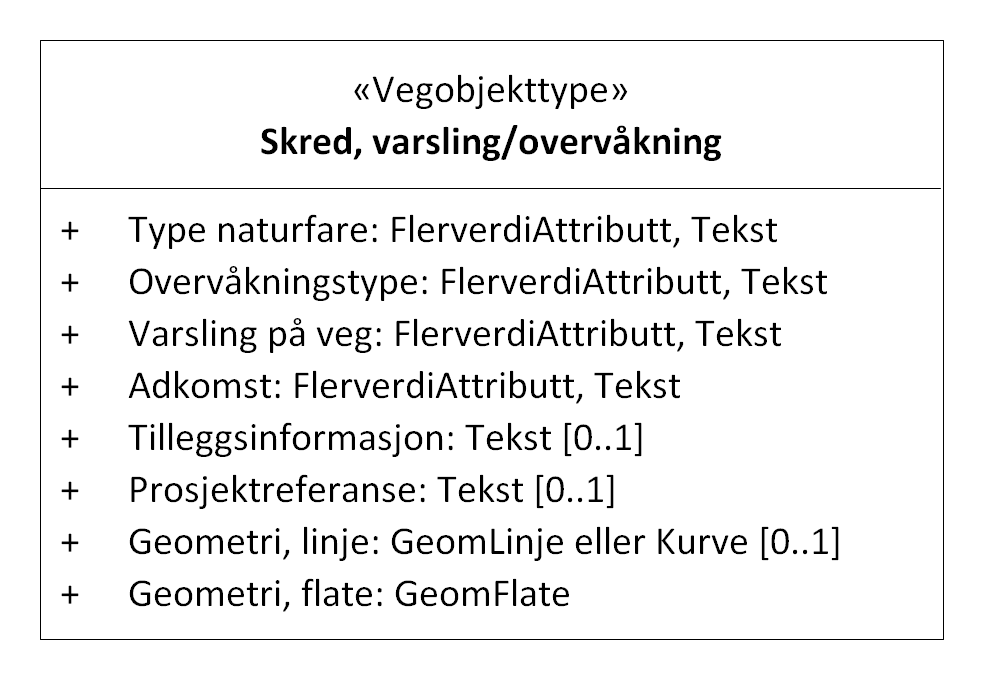 «Vegobjekttype»
Skred, varsling/overvåkning
+ Type naturfare: FlerverdiAttributt, Tekst
+ Overvåkningstype: FlerverdiAttributt, Tekst
+ Varsling på veg: FlerverdiAttributt, Tekst
+ Adkomst: FlerverdiAttributt, Tekst
+ Tilleggsinformasjon: Tekst [0..1]
+ Prosjektreferanse: Tekst [0..1]
+ Geometri, linje: GeomLinje eller Kurve [0..1]
+ Geometri, flate: GeomFlate